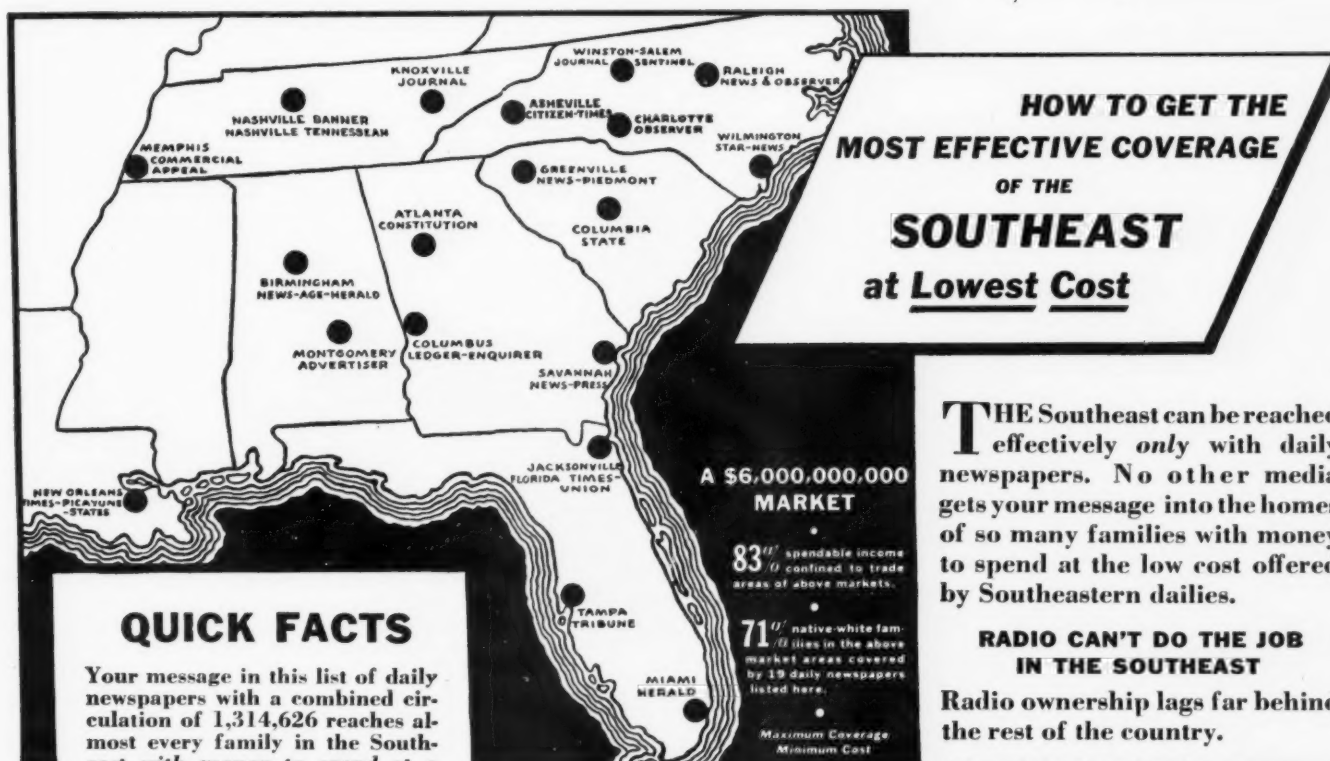 WINSTON-SALEM
JOURNAL SENTINEL
KNOXVILLE
JOURNAL
RALEIGH
NEWS & OBSERVER
NASHVILLE BANNER
NASHVILLE TENNESSEAN
ASHEVILLE
CITIZEN-TIMES
CHARLOTTE
OBSERVER
WILMINGTON
STAR-NEWS
MEMPHIS
COMMERCIAL
APPEAL
GREENVILLE
NEWS-PIEDMONT
COLUMBIA
STATE
ATLANTA
CONSTITUTION
BIRMINGHAM
NEWS-AGE-HERALD
MONTGOMERY
ADVERTISER
COLUMBUS
LEDGER-ENQUIRER
SAVANNAH
NEWS-PRESS
JACKSONVILLE
FLORIDA TIMES-
UNION
NEW ORLEANS
TIMES-PICAYUNE
-STATES
TAMPA
TRIBUNE
MIAMI
HERALD
HOW TO GET THE
MOST EFFECTIVE COVERAGE
OF THE
SOUTHEAST
at Lowest Cost
A $6,000,000,000
MARKET
83% spendable income
confined to trade
areas of above markets.
71% native-white fam-
ilies in the above
market areas covered
by 19 daily newspapers
listed here.
Maximum Coverage
Minimum Cost
QUICK FACTS
Your message in this list of daily
newspapers with a combined cir-
culation of 1,314,626 reaches al-
most every family in the South-
THE Southeast can be reached
effectively only with daily
newspapers. No other media
gets your message into the homes
of so many families with money
to spend at the low cost offered
by Southeastern dailies.
RADIO CAN'T DO THE JOB
IN THE SOUTHEAST
Radio ownership lags far behind
the rest of the country.